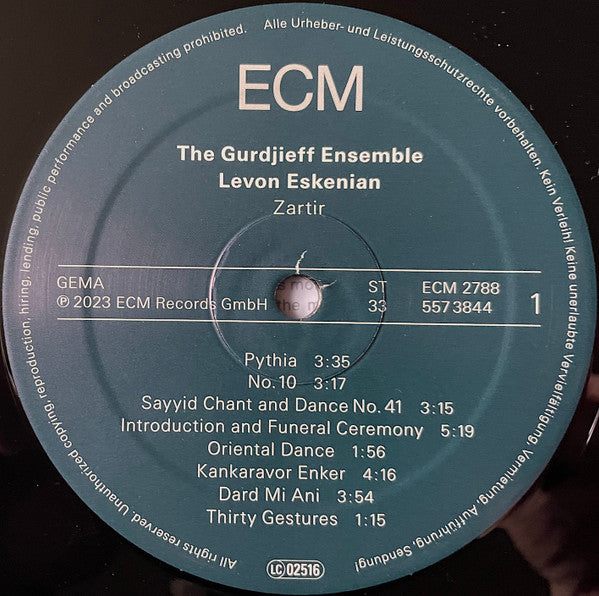 Alle Urheber- und Leistungsschutzrechte vorbehalten. Kein Verleih! Keine unerlaubte Vervielfältigung, Vermietung, Aufführung, Sendung!
ECM
The Gurdjieff Ensemble
Levon Eskenian
Zartir
GEMA ST ECM 2788
℗ 2023 ECM Records GmbH 33 557 3844 1
the m
Pythia 3:35
No. 10 3:17
Sayyid Chant and Dance No. 41 3:15
Introduction and Funeral Ceremony 5:19
Oriental Dance 1:56
Kankaravor Enker 4:16
Dard Mi Ani 3:54
Thirty Gestures 1:15
All rights reserved. Unauthorized copying, reproduction, hiring, lending, public performance and broadcasting prohibited.
LC 02516